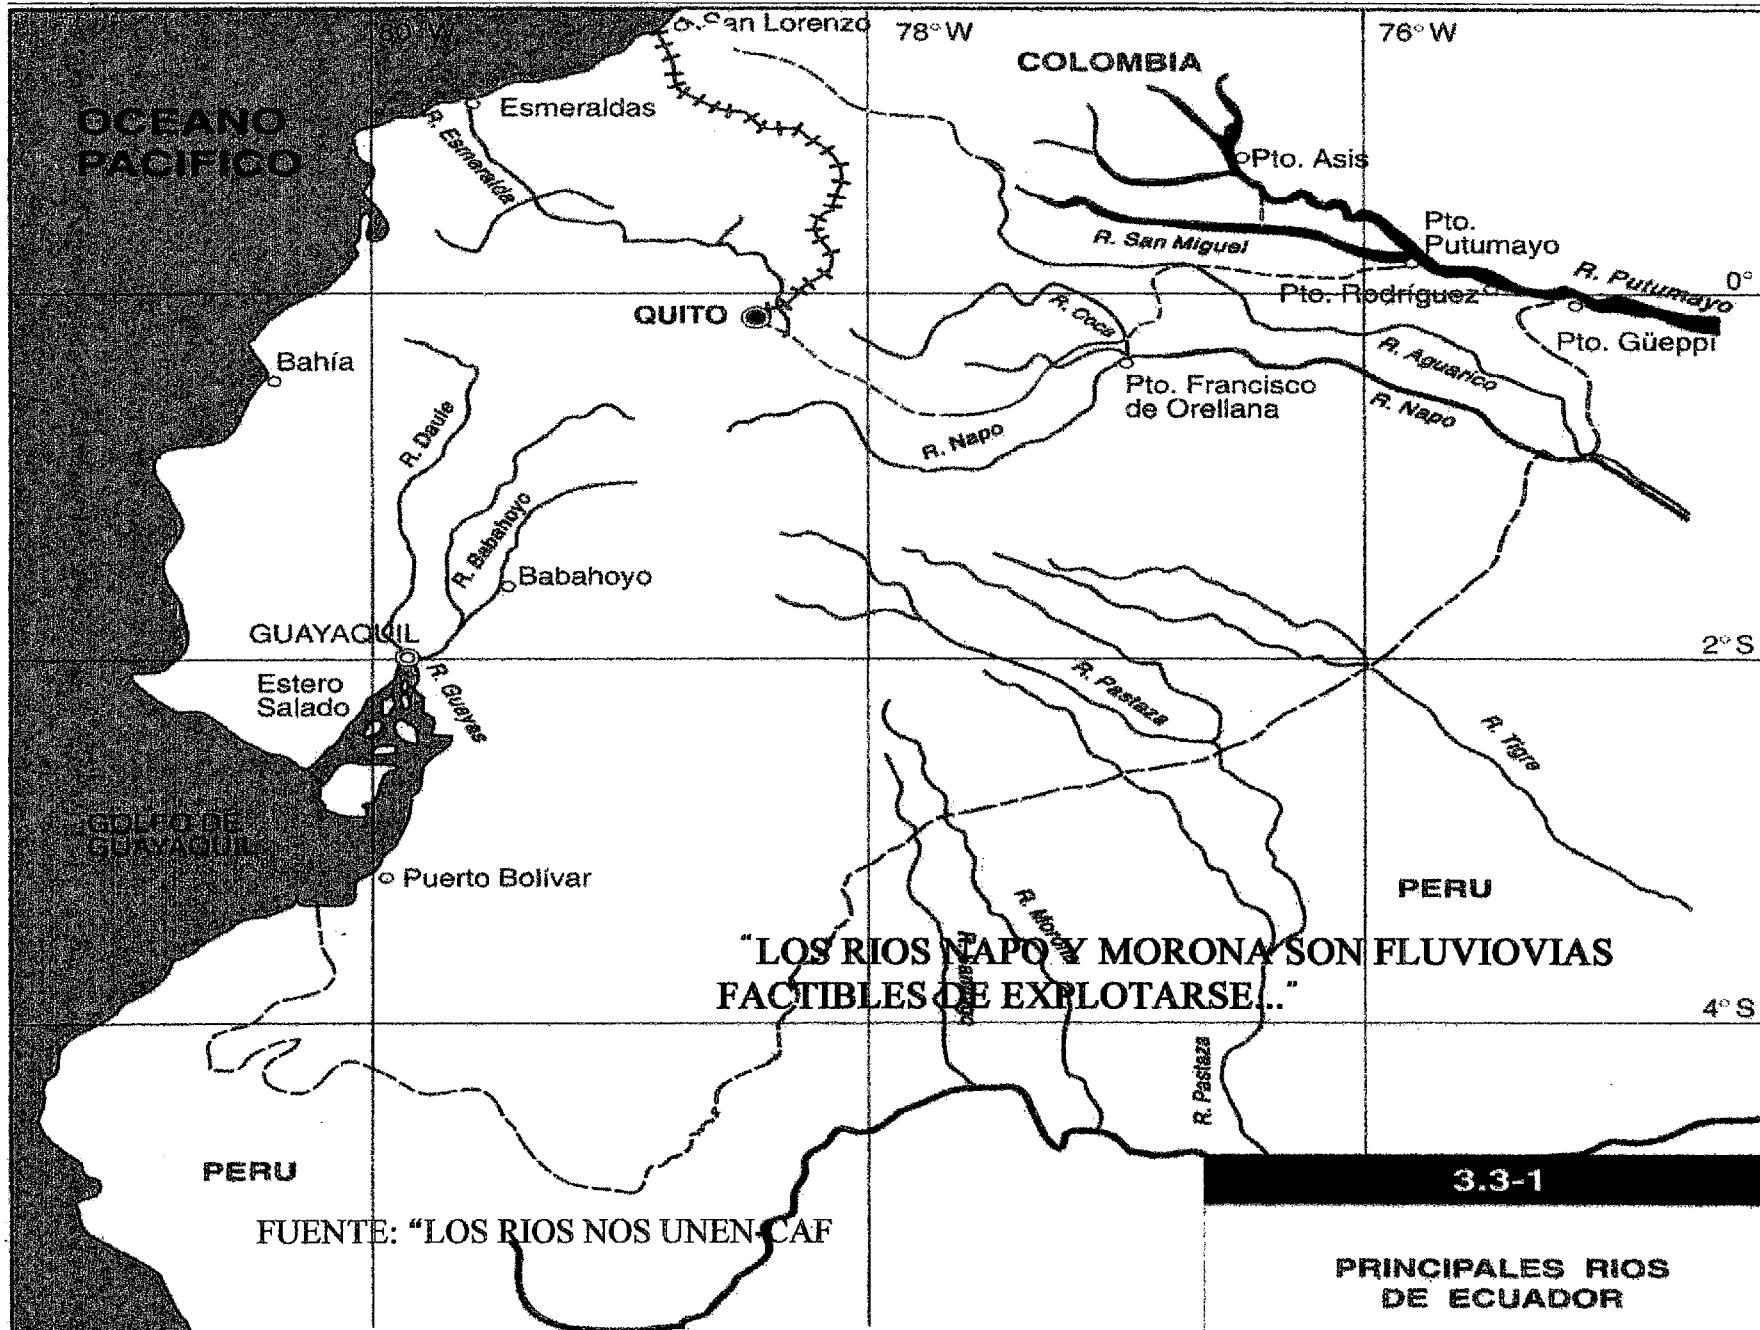 80° W
San Lorenzo
78° W
76° W
COLOMBIA
OCEANO
PACIFICO
Esmeraldas
R. Esmeralda
Pto. Asis
Pto.
Putumayo
R. San Miguel
R. Putumayo
0°
Pto. Rodríguez
QUITO
R. Coca
Pto. Güeppi
Bahía
R. Aguarico
Pto. Francisco
de Orellana
R. Napo
R. Daule
R. Napo
R. Babahoyo
Babahoyo
GUAYAQUIL
2° S
Estero
Salado
R. Guayas
R. Pastaza
R. Tigre
GOLFO DE
GUAYAQUIL
Puerto Bolívar
PERU
R. Morona
"LOS RIOS NAPO Y MORONA SON FLUVIOVIAS
FACTIBLES DE EXPLOTARSE..."
4° S
R. Pastaza
PERU
3.3-1
FUENTE: "LOS RIOS NOS UNEN-CAF
PRINCIPALES RIOS
DE ECUADOR